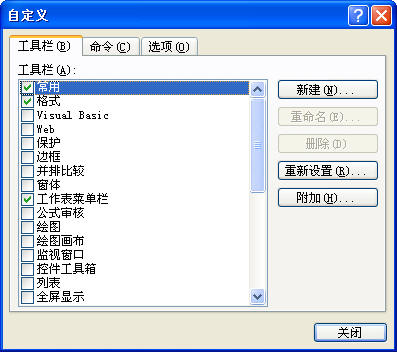 自定义
工具栏(B) 命令(C) 选项(O)
工具栏(A):
常用
格式
Visual Basic
Web
保护
边框
并排比较
窗体
工作表菜单栏
公式审核
绘图
绘图画布
监视窗口
控件工具箱
列表
全屏显示
新建(N)...
重命名(E)...
删除(D)
重新设置(R)...
附加(H)...
关闭